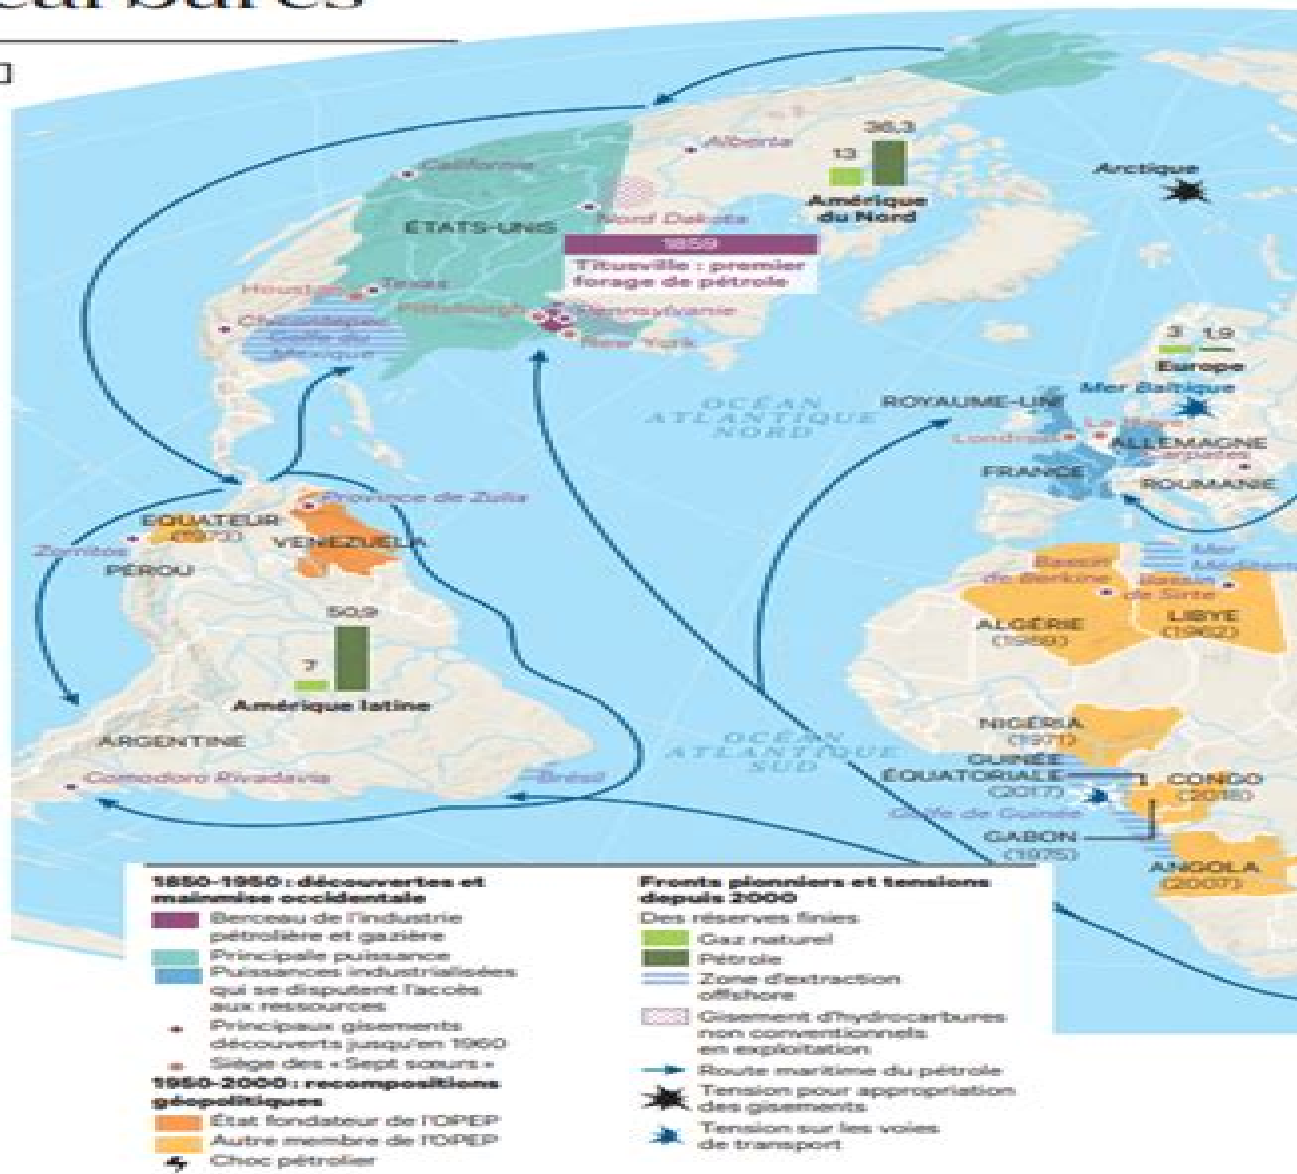 Arctique
Alberta
36,3
13
Amérique
du Nord
Californie
Nord Dakota
ÉTATS-UNIS
1859
Titusville : premier
forage de pétrole
Houston
Texas
Pittsburgh
Pennsylvanie
New York
Chicontepec
Golfe du
Mexique
3 1,9
Europe
Mer Baltique
OCÉAN
ATLANTIQUE
NORD
ROYAUME-UNI
Londres
La Haye
ALLEMAGNE
Carpates
FRANCE
ROUMANIE
Province de Zulia
ÉQUATEUR
(1973)
VENEZUELA
Zorritos
PÉROU
Bassin
de Berkine
Mer
Bassin
de Sirte
ALGÉRIE
(1969)
LIBYE
(1962)
50,9
7
Amérique latine
ARGENTINE
Comodoro Rivadavia
Brésil
OCÉAN
ATLANTIQUE
SUD
NIGÉRIA
(1971)
GUINÉE
ÉQUATORIALE
(2017)
CONGO
(2018)
Golfe de Guinée
GABON
(1975)
ANGOLA
(2007)
1850-1950 : découvertes et
mainmise occidentale
Berceau de l'industrie
pétrolière et gazière
Principale puissance
Puissances industrialisées
qui se disputent l'accès
aux ressources
Principaux gisements
découverts jusqu'en 1960
Siège des « Sept sœurs »
1950-2000 : recompositions
géopolitiques
État fondateur de l'OPEP
Autre membre de l'OPEP
Choc pétrolier
Fronts pionniers et tensions
depuis 2000
Des réserves finies
Gaz naturel
Pétrole
Zone d'extraction
offshore
Gisement d'hydrocarbures
non conventionnels
en exploitation
Route maritime du pétrole
Tension pour appropriation
des gisements
Tension sur les voies
de transport